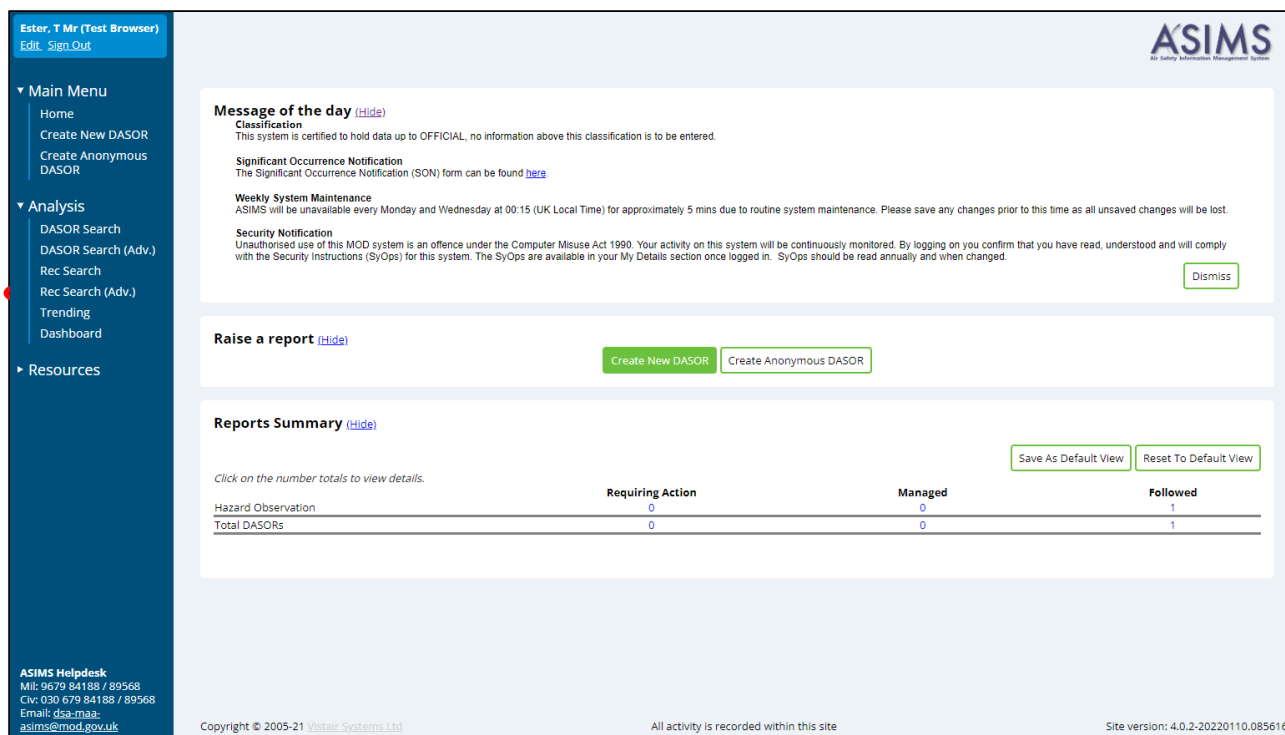 Ester, T Mr (Test Browser)
Edit Sign Out
Main Menu
Home
Create New DASOR
Create Anonymous
DASOR
Analysis
DASOR Search
DASOR Search (Adv.)
Rec Search
Rec Search (Adv.)
Trending
Dashboard
Resources
ASIMS Helpdesk
Mil: 9679 84188 / 89568
Civ: 030 679 84188 / 89568
Email: dsa-maa-
asims@mod.gov.uk
ASIMS
Air Safety Information Management System
Message of the day (Hide)
Classification
This system is certified to hold data up to OFFICIAL, no information above this classification is to be entered.
Significant Occurrence Notification
The Significant Occurrence Notification (SON) form can be found here.
Weekly System Maintenance
ASIMS will be unavailable every Monday and Wednesday at 00:15 (UK Local Time) for approximately 5 mins due to routine system maintenance. Please save any changes prior to this time as all unsaved changes will be lost.
Security Notification
Unauthorised use of this MOD system is an offence under the Computer Misuse Act 1990. Your activity on this system will be continuously monitored. By logging on you confirm that you have read, understood and will comply
with the Security Instructions (SyOps) for this system. The SyOps are available in your My Details section once logged in. SyOps should be read annually and when changed.
Dismiss
Raise a report (Hide)
Create New DASOR Create Anonymous DASOR
Reports Summary (Hide)
Save As Default View Reset To Default View
Click on the number totals to view details.
Requiring Action Managed Followed
Hazard Observation 0 0 1
Total DASORs 0 0 1
Copyright © 2005-21 Vistair Systems Ltd All activity is recorded within this site Site version: 4.0.2-20220110.085616